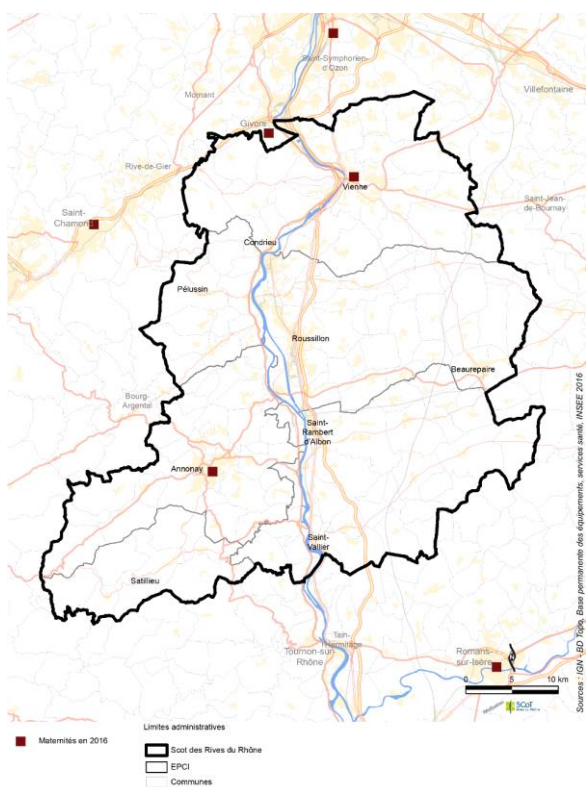 Saint-Symphorien-
d'Ozon
Villefontaine
Mornant
Givors
Rive-de-Gier
Vienne
Saint-Jean-
de-Bournay
Saint-
Chamond
Condrieu
Pélussin
Roussillon
Beaurepaire
Bourg-
Argental
Saint-
Rambert
d'Albon
Annonay
Saint-
Vallier
Satillieu
Tain-
l'Hermitage
Tournon-sur-
Rhône
Romans-
sur-Isère
0 5 10 km
SCoT
Sources : IGN - BD Topo, Base permanente des équipements, services santé, INSEE 2016
Limites administratives
Maternités en 2016
Scot des Rives du Rhône
EPCI
Communes